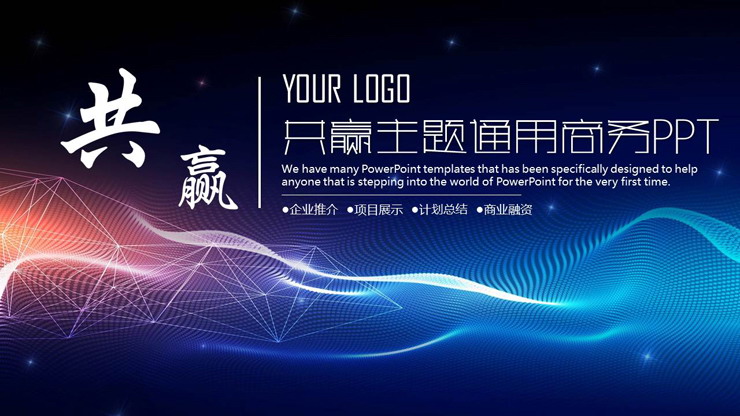 共
赢
YOUR LOGO
共赢主题通用商务PPT
We have many PowerPoint templates that has been specifically designed to help
anyone that is stepping into the world of PowerPoint for the very first time.
●企业推介 ●项目展示 ●计划总结 ●商业融资